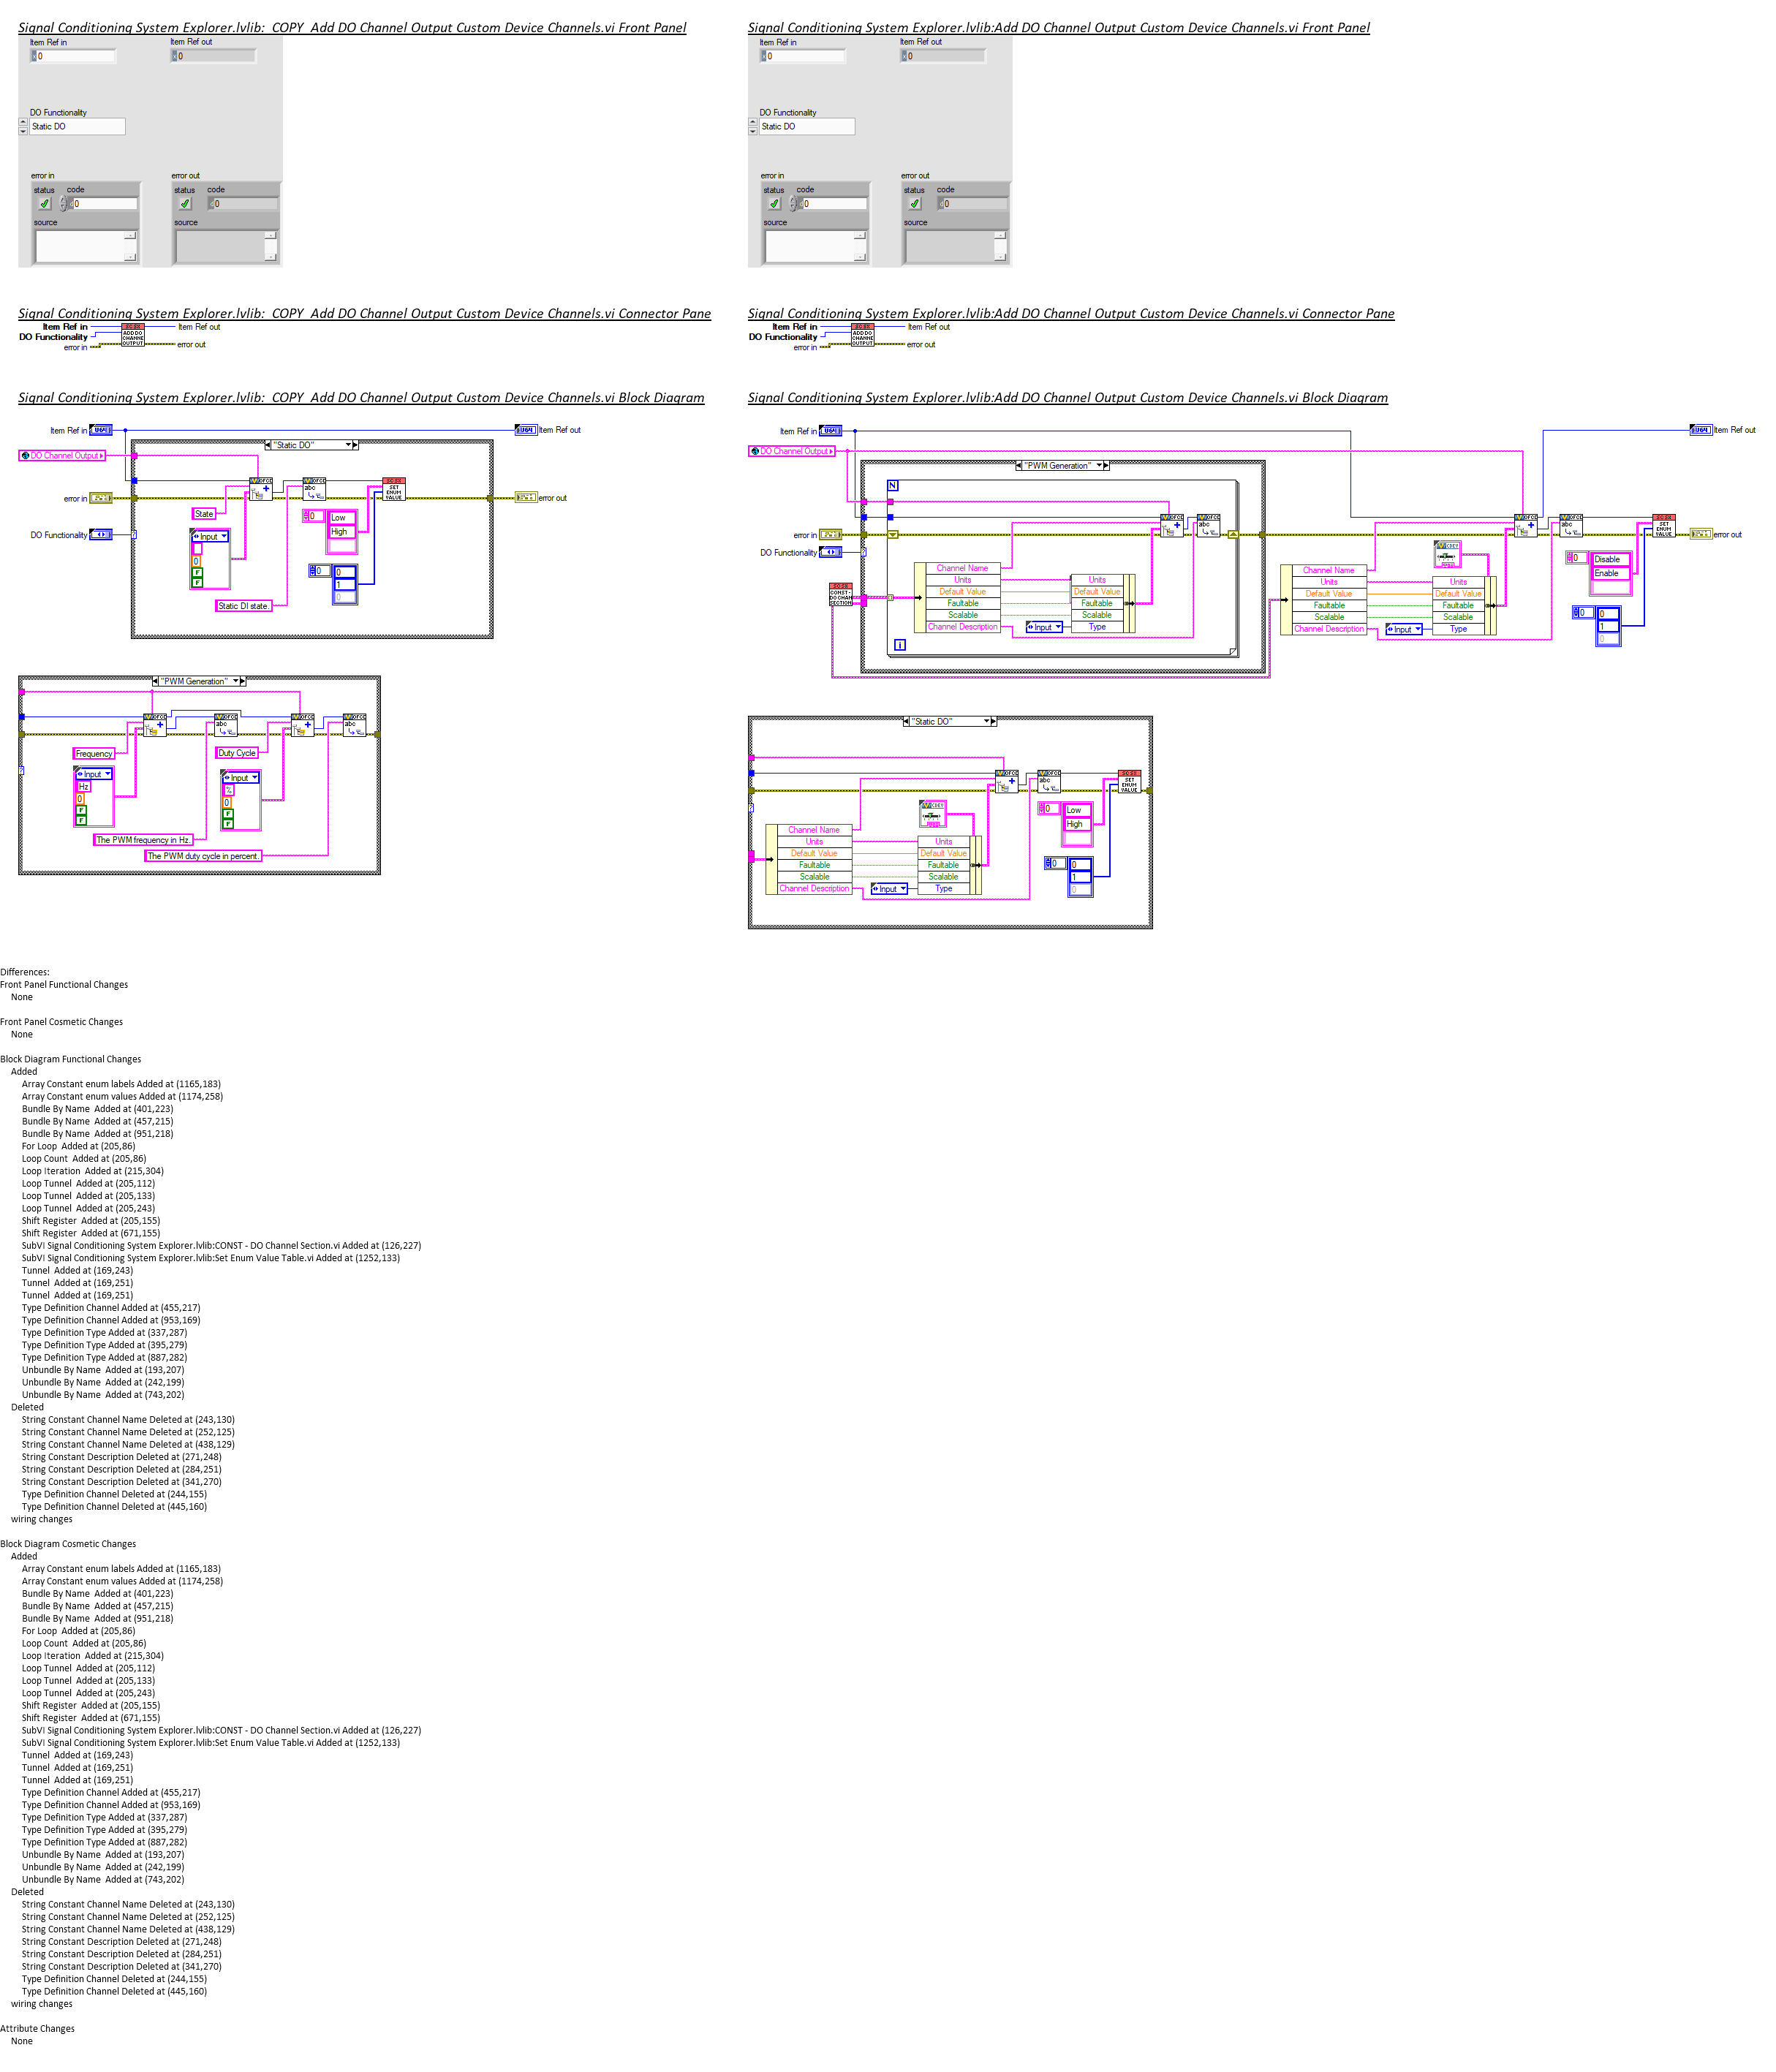 Signal Conditioning System Explorer.lvlib:_COPY_Add DO Channel Output Custom Device Channels.vi Front Panel
Item Ref in
Item Ref out
0
0
DO Functionality
Static DO
error in
error out
status code
status code
0
0
source
source
Signal Conditioning System Explorer.lvlib:Add DO Channel Output Custom Device Channels.vi Front Panel
Item Ref in
Item Ref out
0
0
DO Functionality
Static DO
error in
error out
status code
status code
0
0
source
source
Signal Conditioning System Explorer.lvlib:_COPY_Add DO Channel Output Custom Device Channels.vi Connector Pane
Item Ref in
DO Functionality
error in
SCSE
ADD DO
CHANNE
OUTPUT
Item Ref out
error out
Signal Conditioning System Explorer.lvlib:Add DO Channel Output Custom Device Channels.vi Connector Pane
Item Ref in
DO Functionality
error in
SCSE
ADD DO
CHANNE
OUTPUT
Item Ref out
error out
Signal Conditioning System Explorer.lvlib:_COPY_Add DO Channel Output Custom Device Channels.vi Block Diagram
Item Ref in
U64
U64
Item Ref out
"Static DO"
DO Channel Output
error in
error out
DO Functionality
abc
SET
ENUM
VALUE
State
Input
0
F
F
0
Low
High
0
0
1
0
Static DI state.
"PWM Generation"
abc
abc
Frequency
Duty Cycle
Input
Hz
0
F
F
Input
%
0
F
F
The PWM frequency in Hz.
The PWM duty cycle in percent.
Signal Conditioning System Explorer.lvlib:Add DO Channel Output Custom Device Channels.vi Block Diagram
Item Ref in
U64
U64
Item Ref out
DO Channel Output
"PWM Generation"
N
error in
error out
DO Functionality
abc
abc
SET
ENUM
VALUE
CONST -
DO CHAN
SECTION
Channel Name
Units
Default Value
Faultable
Scalable
Channel Description
Units
Default Value
Faultable
Scalable
Type
Input
i
Channel Name
Units
Default Value
Faultable
Scalable
Channel Description
Units
Default Value
Faultable
Scalable
Type
Input
0
Disable
Enable
0
0
1
0
"Static DO"
abc
SET
ENUM
VALUE
Channel Name
Units
Default Value
Faultable
Scalable
Channel Description
Units
Default Value
Faultable
Scalable
Type
Input
0
Low
High
0
0
1
0
Differences:
Front Panel Functional Changes
None
Front Panel Cosmetic Changes
None
Block Diagram Functional Changes
Added
Array Constant enum labels Added at (1165,183)
Array Constant enum values Added at (1174,258)
Bundle By Name  Added at (401,223)
Bundle By Name  Added at (457,215)
Bundle By Name  Added at (951,218)
For Loop  Added at (205,86)
Loop Count  Added at (205,86)
Loop Iteration  Added at (215,304)
Loop Tunnel  Added at (205,112)
Loop Tunnel  Added at (205,133)
Loop Tunnel  Added at (205,243)
Shift Register  Added at (205,155)
Shift Register  Added at (671,155)
SubVI Signal Conditioning System Explorer.lvlib:CONST - DO Channel Section.vi Added at (126,227)
SubVI Signal Conditioning System Explorer.lvlib:Set Enum Value Table.vi Added at (1252,133)
Tunnel  Added at (169,243)
Tunnel  Added at (169,251)
Tunnel  Added at (169,251)
Type Definition Channel Added at (455,217)
Type Definition Channel Added at (953,169)
Type Definition Type Added at (337,287)
Type Definition Type Added at (395,279)
Type Definition Type Added at (887,282)
Unbundle By Name  Added at (193,207)
Unbundle By Name  Added at (242,199)
Unbundle By Name  Added at (743,202)
Deleted
String Constant Channel Name Deleted at (243,130)
String Constant Channel Name Deleted at (252,125)
String Constant Channel Name Deleted at (438,129)
String Constant Description Deleted at (271,248)
String Constant Description Deleted at (284,251)
String Constant Description Deleted at (341,270)
Type Definition Channel Deleted at (244,155)
Type Definition Channel Deleted at (445,160)
wiring changes
Block Diagram Cosmetic Changes
Added
Array Constant enum labels Added at (1165,183)
Array Constant enum values Added at (1174,258)
Bundle By Name  Added at (401,223)
Bundle By Name  Added at (457,215)
Bundle By Name  Added at (951,218)
For Loop  Added at (205,86)
Loop Count  Added at (205,86)
Loop Iteration  Added at (215,304)
Loop Tunnel  Added at (205,112)
Loop Tunnel  Added at (205,133)
Loop Tunnel  Added at (205,243)
Shift Register  Added at (205,155)
Shift Register  Added at (671,155)
SubVI Signal Conditioning System Explorer.lvlib:CONST - DO Channel Section.vi Added at (126,227)
SubVI Signal Conditioning System Explorer.lvlib:Set Enum Value Table.vi Added at (1252,133)
Tunnel  Added at (169,243)
Tunnel  Added at (169,251)
Tunnel  Added at (169,251)
Type Definition Channel Added at (455,217)
Type Definition Channel Added at (953,169)
Type Definition Type Added at (337,287)
Type Definition Type Added at (395,279)
Type Definition Type Added at (887,282)
Unbundle By Name  Added at (193,207)
Unbundle By Name  Added at (242,199)
Unbundle By Name  Added at (743,202)
Deleted
String Constant Channel Name Deleted at (243,130)
String Constant Channel Name Deleted at (252,125)
String Constant Channel Name Deleted at (438,129)
String Constant Description Deleted at (271,248)
String Constant Description Deleted at (284,251)
String Constant Description Deleted at (341,270)
Type Definition Channel Deleted at (244,155)
Type Definition Channel Deleted at (445,160)
wiring changes
Attribute Changes
None